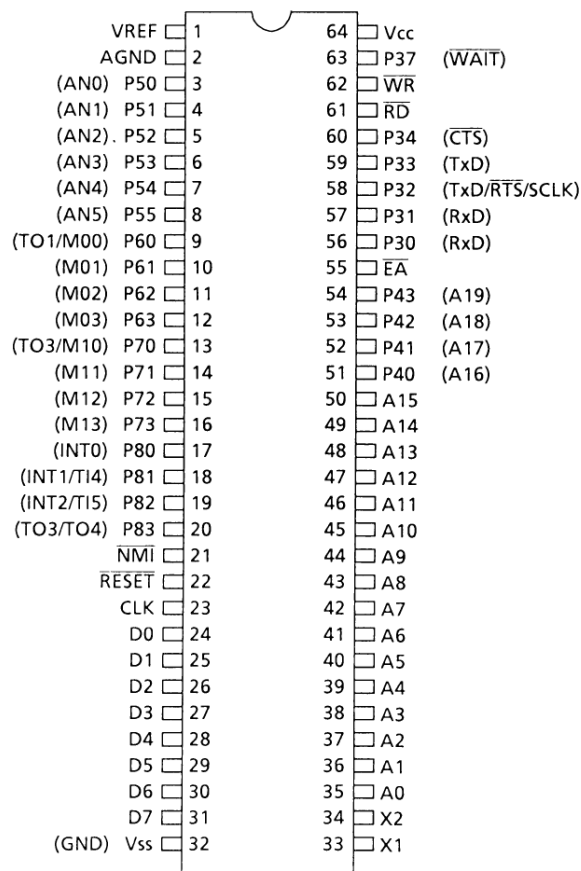 VREF 1 64 Vcc
AGND 2 63 P37 (W̅A̅I̅T̅)
(AN0) P50 3 62 W̅R̅
(AN1) P51 4 61 R̅D̅
(AN2). P52 5 60 P34 (C̅T̅S̅)
(AN3) P53 6 59 P33 (TxD)
(AN4) P54 7 58 P32 (TxD/R̅T̅S̅/SCLK)
(AN5) P55 8 57 P31 (RxD)
(TO1/M00) P60 9 56 P30 (RxD)
(M01) P61 10 55 E̅A̅
(M02) P62 11 54 P43 (A19)
(M03) P63 12 53 P42 (A18)
(TO3/M10) P70 13 52 P41 (A17)
(M11) P71 14 51 P40 (A16)
(M12) P72 15 50 A15
(M13) P73 16 49 A14
(INT0) P80 17 48 A13
(INT1/TI4) P81 18 47 A12
(INT2/TI5) P82 19 46 A11
(TO3/TO4) P83 20 45 A10
N̅M̅I̅ 21 44 A9
R̅E̅S̅E̅T̅ 22 43 A8
CLK 23 42 A7
D0 24 41 A6
D1 25 40 A5
D2 26 39 A4
D3 27 38 A3
D4 28 37 A2
D5 29 36 A1
D6 30 35 A0
D7 31 34 X2
(GND) Vss 32 33 X1